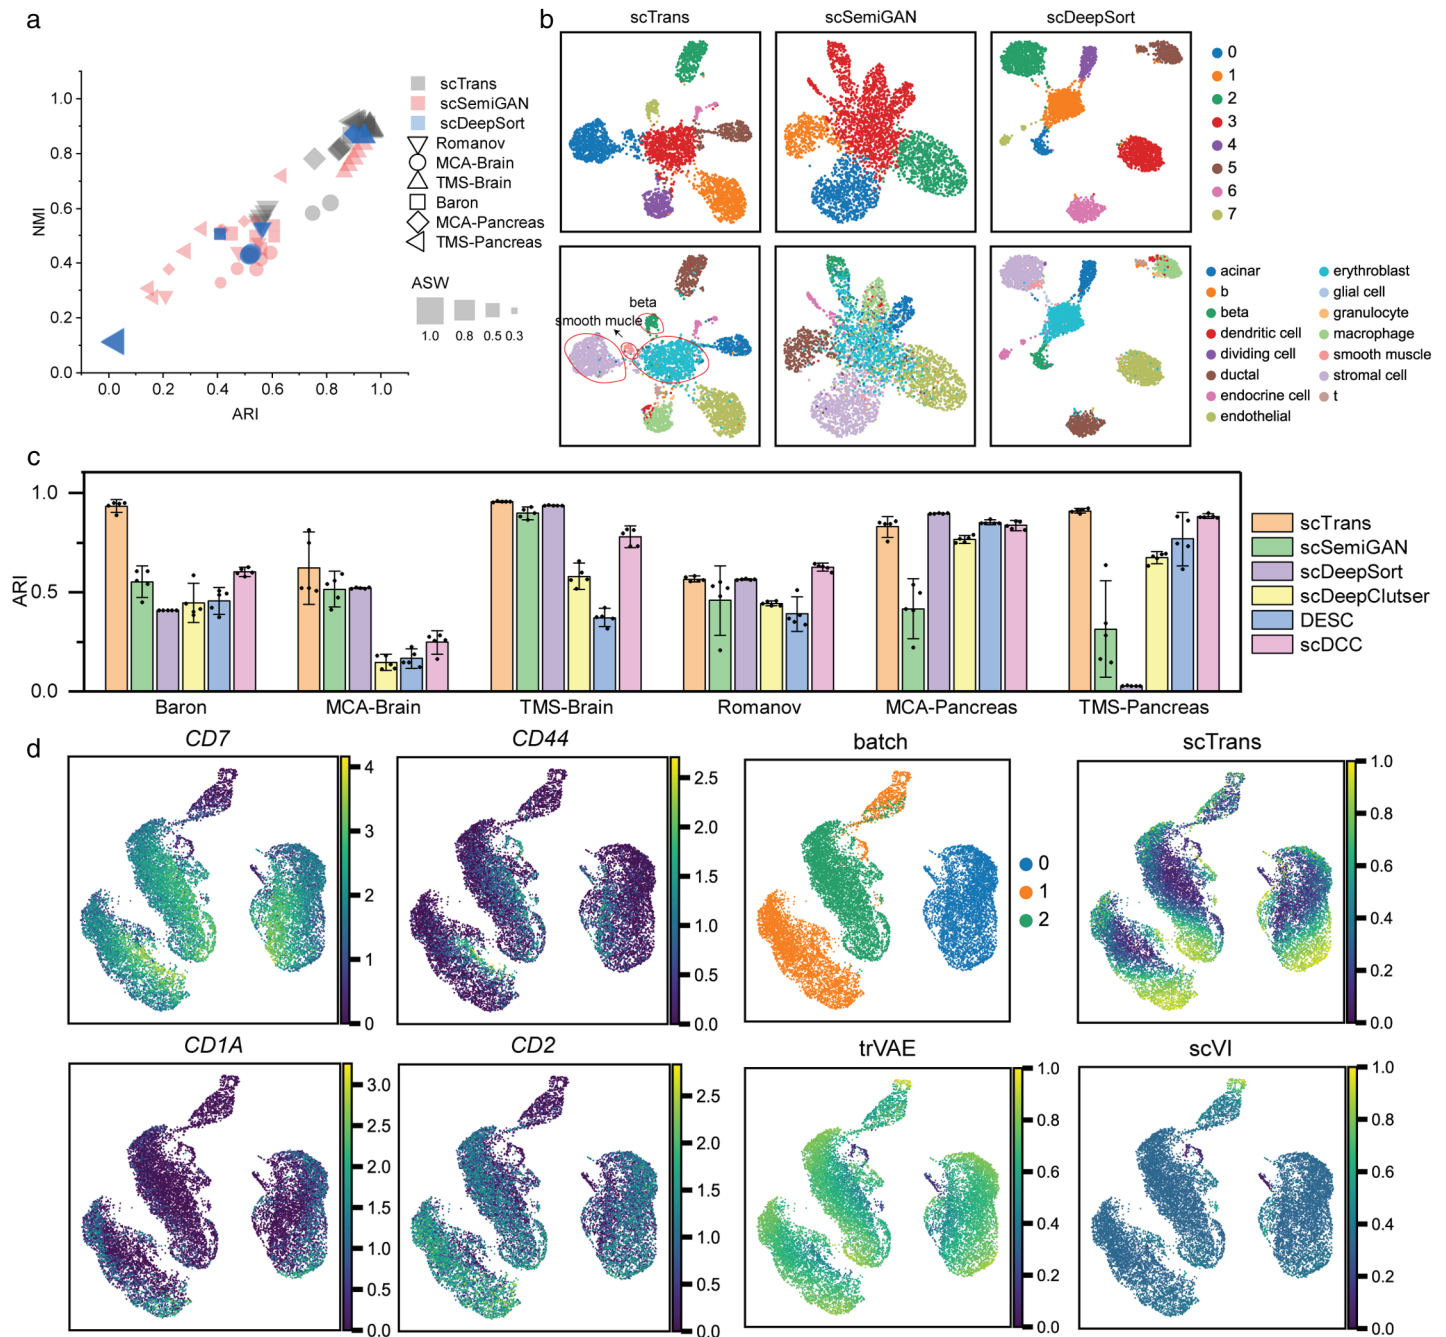 a
1.0
0.8
0.6
0.4
0.2
0.0
NMI
0.0 0.2 0.4 0.6 0.8 1.0
ARI
scTrans
scSemiGAN
scDeepSort
Romanov
MCA-Brain
TMS-Brain
Baron
MCA-Pancreas
TMS-Pancreas
ASW
1.0 0.8 0.5 0.3
b
scTrans scSemiGAN scDeepSort
0
1
2
3
4
5
6
7
beta
smooth mucle
acinar
b
beta
dendritic cell
dividing cell
ductal
endocrine cell
endothelial
erythroblast
glial cell
granulocyte
macrophage
smooth muscle
stromal cell
t
c
1.0
0.5
0.0
ARI
Baron MCA-Brain TMS-Brain Romanov MCA-Pancreas TMS-Pancreas
scTrans
scSemiGAN
scDeepSort
scDeepClutser
DESC
scDCC
d
CD7
4
3
2
1
0
CD44
2.5
2.0
1.5
1.0
0.5
0.0
batch
0
1
2
scTrans
1.0
0.8
0.6
0.4
0.2
0.0
CD1A
3.0
2.5
2.0
1.5
1.0
0.5
0.0
CD2
2.5
2.0
1.5
1.0
0.5
0.0
trVAE
1.0
0.8
0.6
0.4
0.2
0.0
scVI
1.0
0.8
0.6
0.4
0.2
0.0